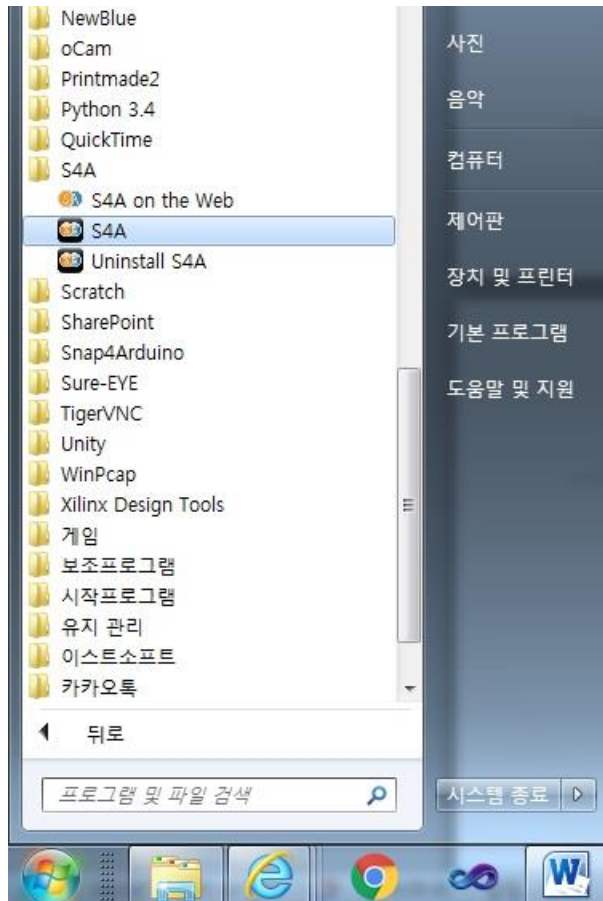 NewBlue
oCam
Printmade2
Python 3.4
QuickTime
S4A
S4A on the Web
S4A
Uninstall S4A
Scratch
SharePoint
Snap4Arduino
Sure-EYE
TigerVNC
Unity
WinPcap
Xilinx Design Tools
게임
보조프로그램
시작프로그램
유지 관리
이스트소프트
카카오톡
뒤로
프로그램 및 파일 검색
사진
음악
컴퓨터
제어판
장치 및 프린터
기본 프로그램
도움말 및 지원
시스템 종료
W